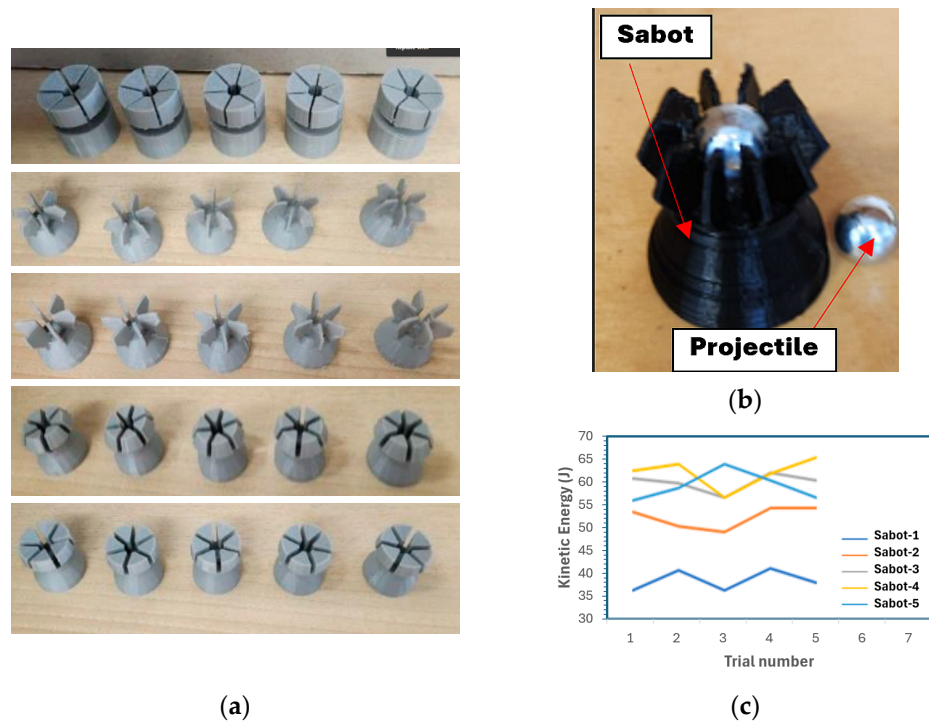 Sabot
Projectile
(b)
70
65
60
55
50
45
40
35
30
Kinetic Energy (J)
Sabot-1
Sabot-2
Sabot-3
Sabot-4
Sabot-5
1 2 3 4 5 6 7
Trial number
(a)
(c)